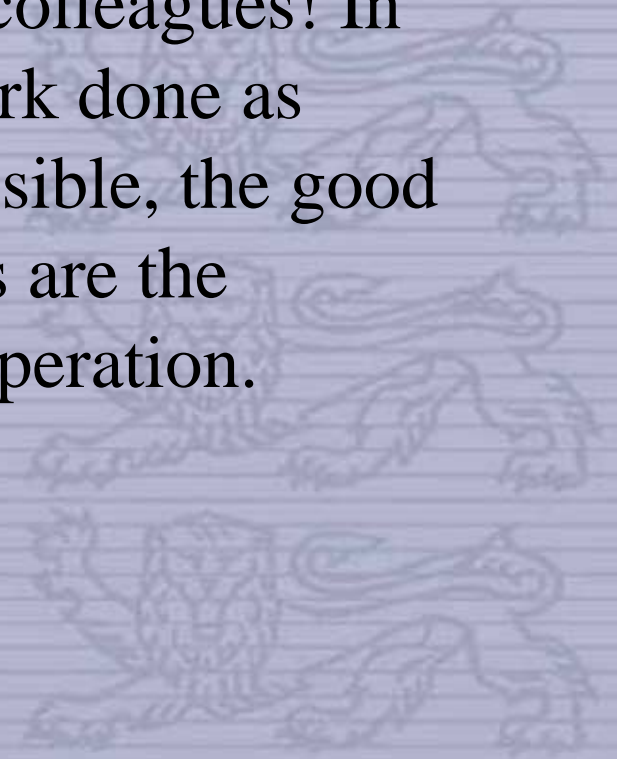 colleagues! In
rk done as
sible, the good
s are the
peration.